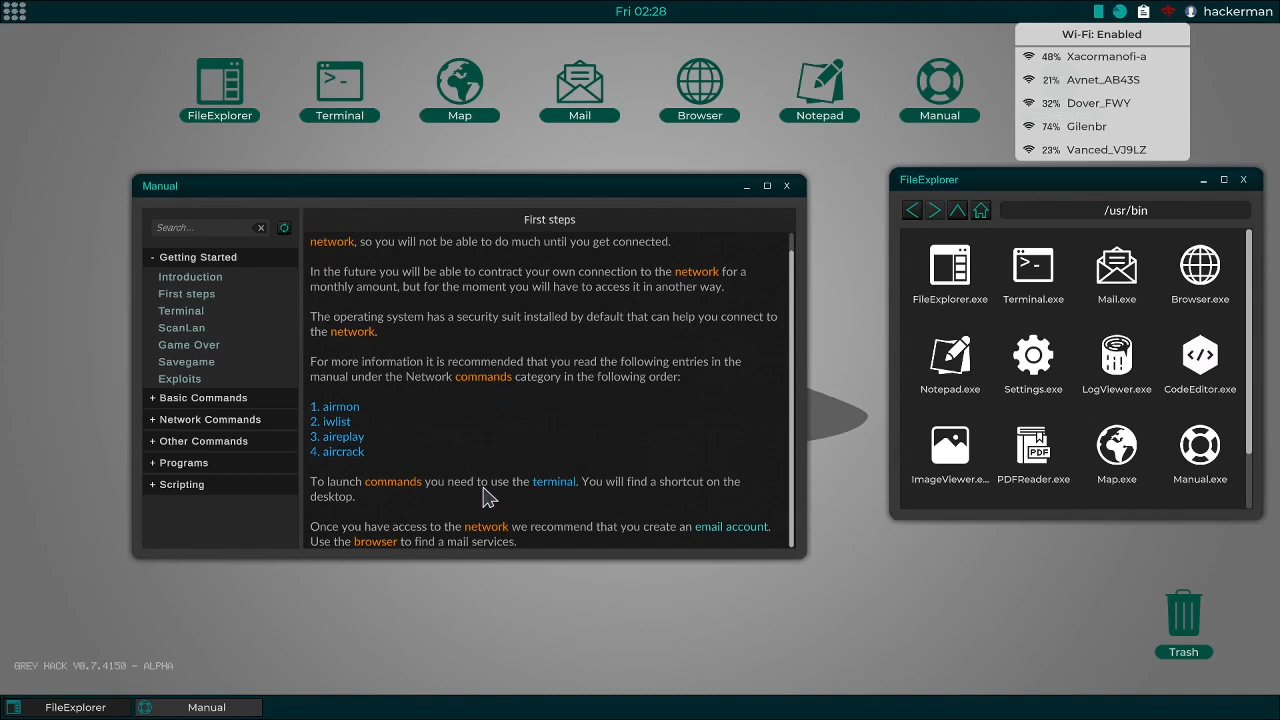 Fri 02:28
hackerman
Wi-Fi: Enabled
48% Xacormanofi-a
21% Avnet_AB43S
32% Dover_FWY
74% Gilenbr
23% Vanced_VJ9LZ
FileExplorer
Terminal
Map
Mail
Browser
Notepad
Manual
Manual
Search...
- Getting Started
Introduction
First steps
Terminal
ScanLan
Game Over
Savegame
Exploits
+ Basic Commands
+ Network Commands
+ Other Commands
+ Programs
+ Scripting
First steps
network, so you will not be able to do much until you get connected.
In the future you will be able to contract your own connection to the network for a
monthly amount, but for the moment you will have to access it in another way.
The operating system has a security suit installed by default that can help you connect to
the network.
For more information it is recommended that you read the following entries in the
manual under the Network commands category in the following order:
1. airmon
2. iwlist
3. aireplay
4. aircrack
To launch commands you need to use the terminal. You will find a shortcut on the
desktop.
Once you have access to the network we recommend that you create an email account.
Use the browser to find a mail services.
FileExplorer
/usr/bin
FileExplorer.exe
Terminal.exe
Mail.exe
Browser.exe
Notepad.exe
Settings.exe
LogViewer.exe
CodeEditor.exe
ImageViewer.e...
PDF
PDFReader.exe
Map.exe
Manual.exe
Trash
GREY HACK V0.7.4150 - ALPHA
FileExplorer
Manual